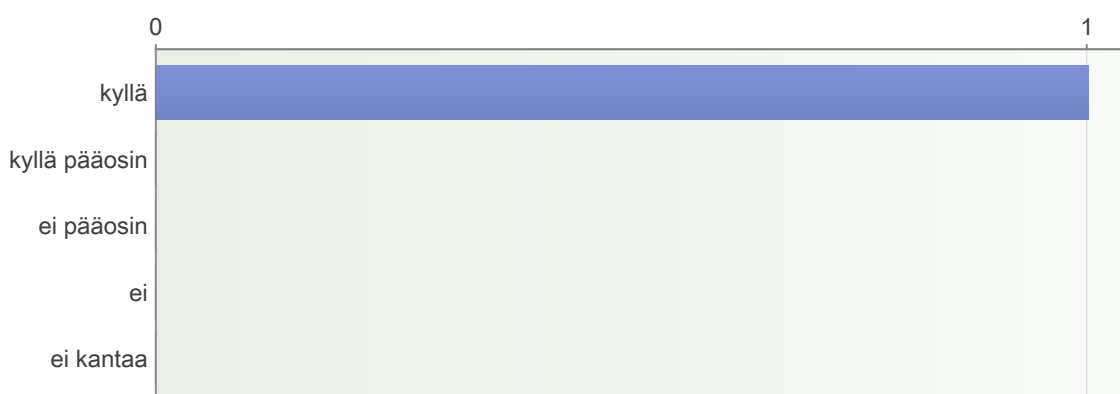 0 1
kyllä
kyllä pääosin
ei pääosin
ei
ei kantaa